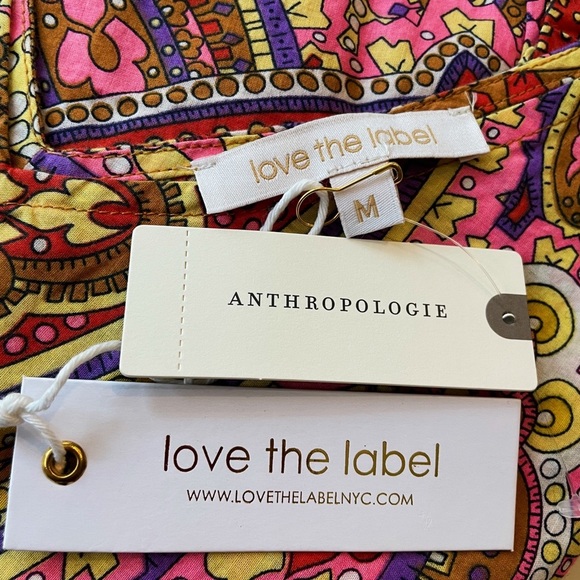 love the label
M
ANTHROPOLOGIE
love the label
WWW.LOVETHELABELNYC.COM